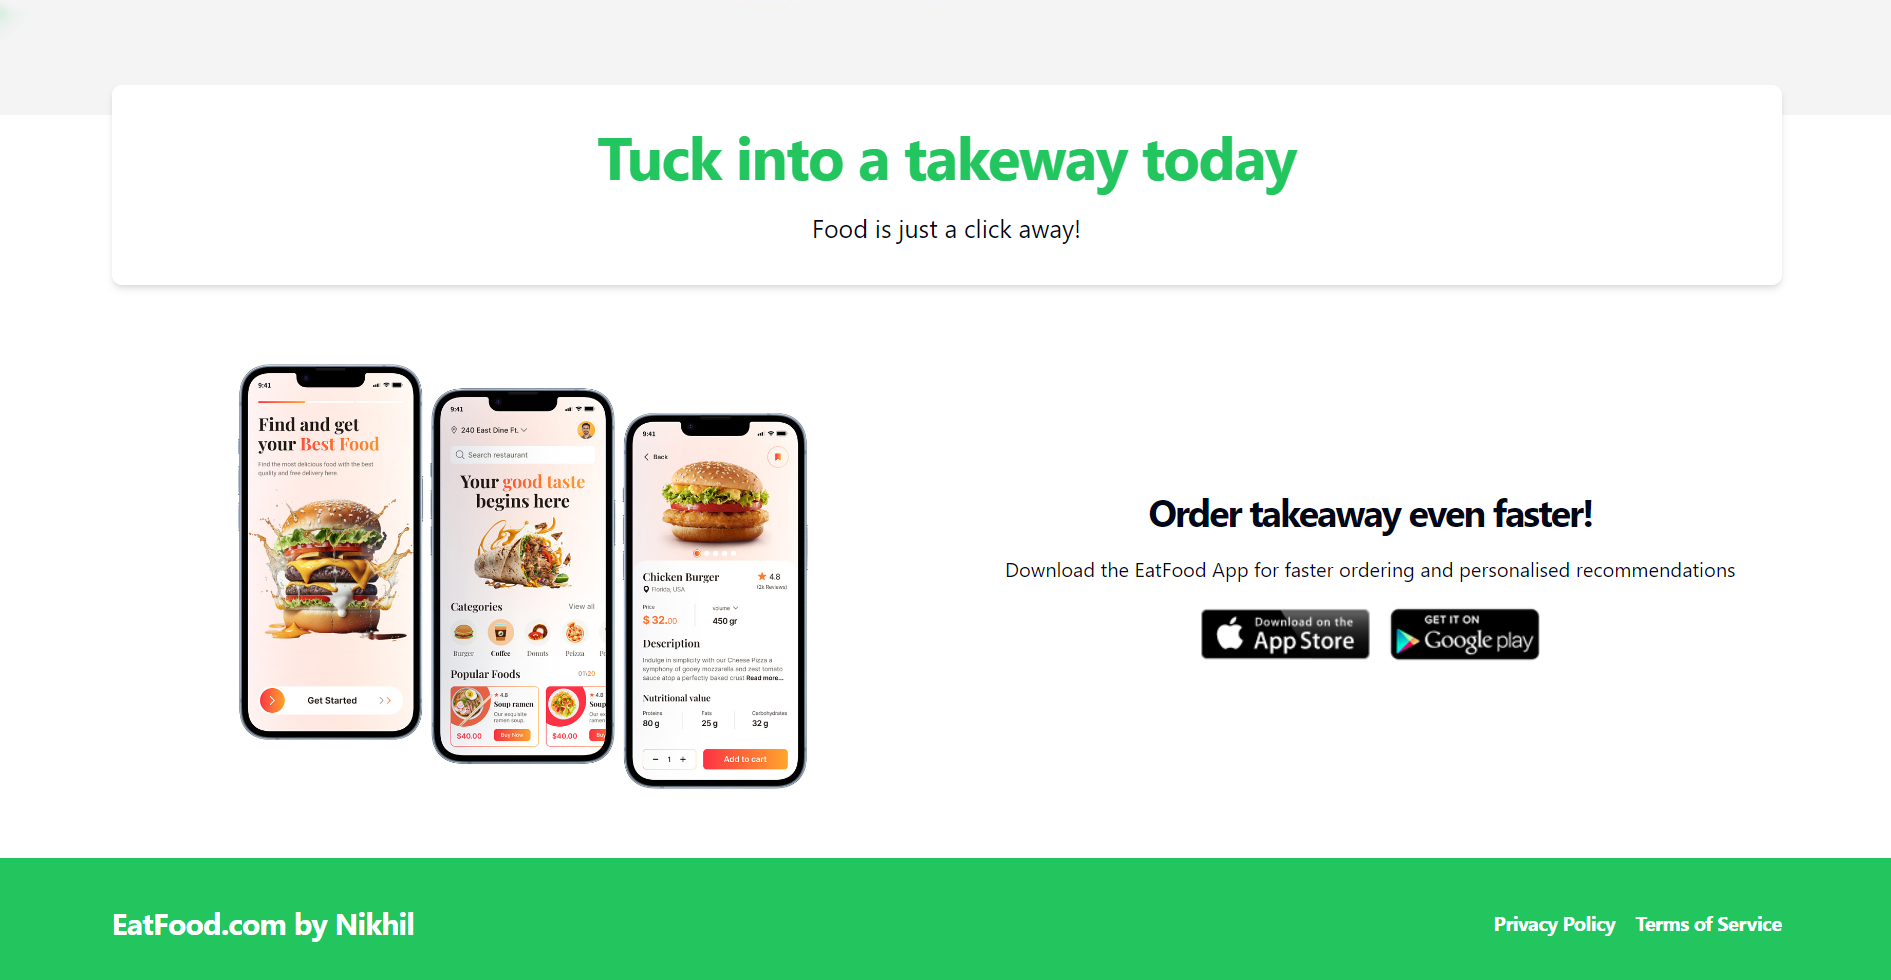 Tuck into a takeway today
Food is just a click away!
9:41
Find and get
your Best Food
Find the most delicious food with the best
quality and free delivery here.
Get Started
9:41
240 East Dine Ft.
Search restaurant
Your good taste
begins here
Categories
View all
Burger
Coffee
Donuts
Peizza
Popular Foods
01\20
4.8
Soup ramen
Our exquisite
ramen soup.
$40.00
Buy Now
4.8
Soup
Our ex
ramen
$40.00
Buy
9:41
Back
Chicken Burger
4.8
Florida, USA
(2k Reviews)
Price
volume
$ 32.00
450 gr
Description
Indulge in simplicity with our Cheese Pizza a
symphony of gooey mozzarella and zest tomato
sauce atop a perfectly baked crust Read more...
Nutritional value
Proteins
Fats
Carbohydrates
80 g
25 g
32 g
1
Add to cart
Order takeaway even faster!
Download the EatFood App for faster ordering and personalised recommendations
Download on the
App Store
GET IT ON
Google play
EatFood.com by Nikhil
Privacy Policy
Terms of Service